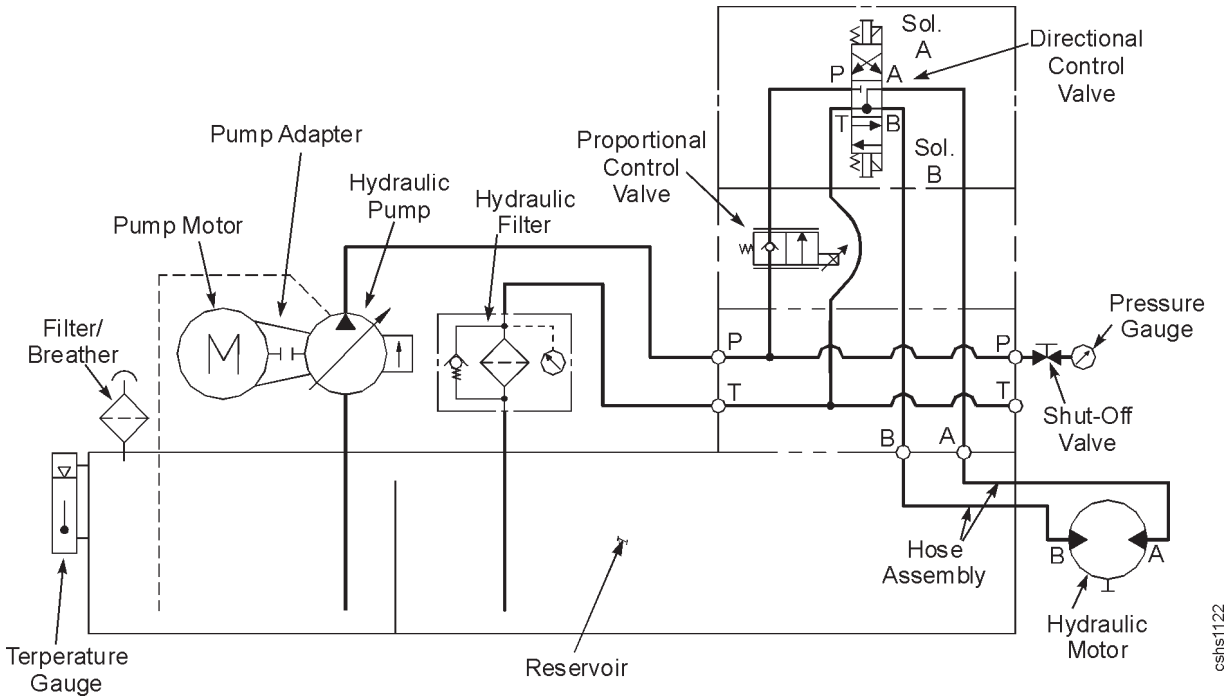 Sol.
A
Directional
Control
Valve
P
A
T
B
Sol.
B
Proportional
Control
Valve
Pump Adapter
Hydraulic
Pump
Hydraulic
Filter
Pump Motor
M
Filter/
Breather
P
P
Pressure
Gauge
T
T
Shut-Off
Valve
B
A
B
A
Hose
Assembly
Hydraulic
Motor
Reservoir
Terperature
Gauge
cshs1122